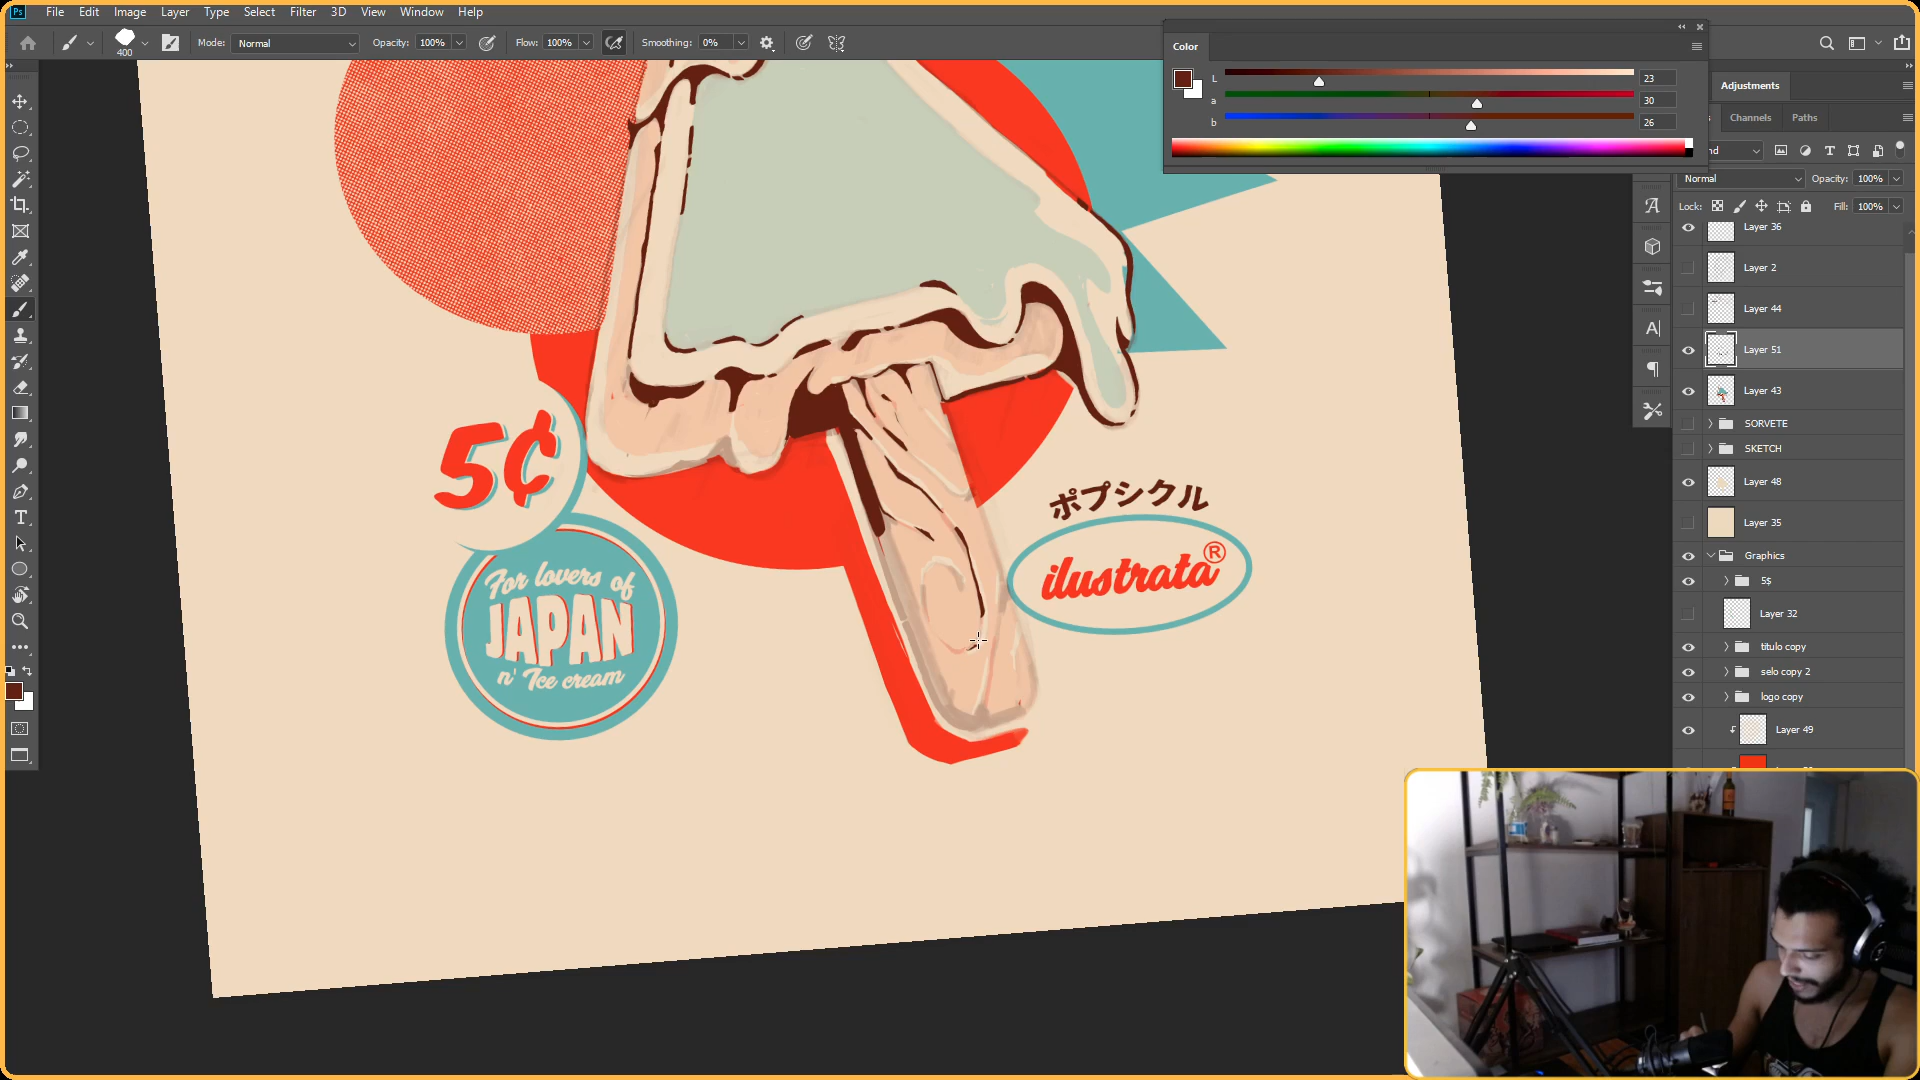 Ps File Edit Image Layer Type Select Filter 3D View Window Help
400 Mode: Normal Opacity: 100% Flow: 100% Smoothing: 0%
Color
L 23
a 30
b 26
Adjustments
Channels Paths
Normal Opacity: 100%
Lock: Fill: 100%
Layer 36
Layer 2
Layer 44
Layer 51
Layer 43
SORVETE
SKETCH
Layer 48
Layer 35
Graphics
5$
Layer 32
titulo copy
selo copy 2
logo copy
Layer 49
5¢
For lovers of
JAPAN
n' Ice cream
ポプシクル
ilustrata®